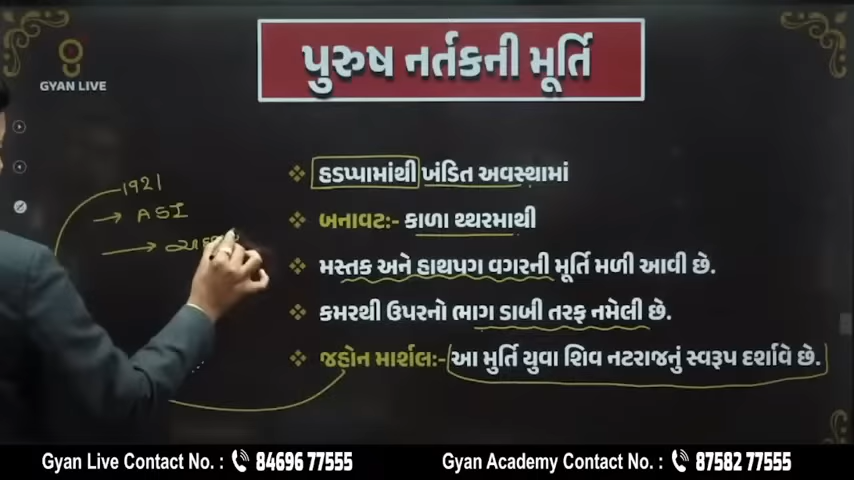 પુરુષ નર્તકની મૂર્તિ
GYAN LIVE
હડપ્પામાંથી ખંડિત અવસ્થામાં
1921
→ ASI
બનાવટ:- કાળા થ્થરમાથી
મસ્તક અને હાથપગ વગરની મૂર્તિ મળી આવી છે.
કમરથી ઉપરનો ભાગ ડાબી તરફ નમેલી છે.
જ્હોન માર્શલ:- આ મુર્તિ યુવા શિવ નટરાજનું સ્વરૂપ દર્શાવે છે.
Gyan Live Contact No. : 84696 77555
Gyan Academy Contact No. : 87582 77555